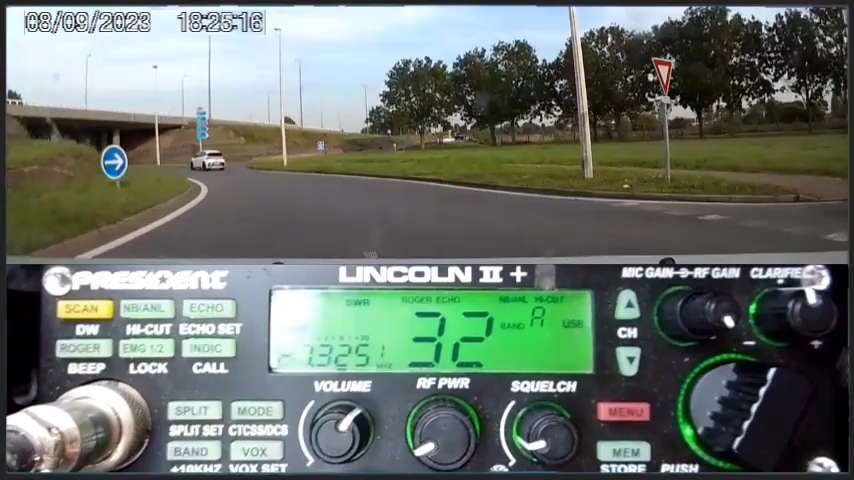 08/09/2023 18:25:16
PRESIDENT LINCOLN II + MIC GAIN RF GAIN CLARIFIER
SCAN NB/ANL ECHO
DW HI-CUT ECHO SET
ROGER EMG 1/2 INDIC
BEEP LOCK CALL
SWR ROGER ECHO NB/ANL HI-CUT
32 BAND A USB
CH
VOLUME RF PWR SQUELCH
SPLIT MODE
SPLIT SET CTCSS/DCS
BAND VOX
+10KHZ VOX SET
MENU
MEM
STORE PUSH